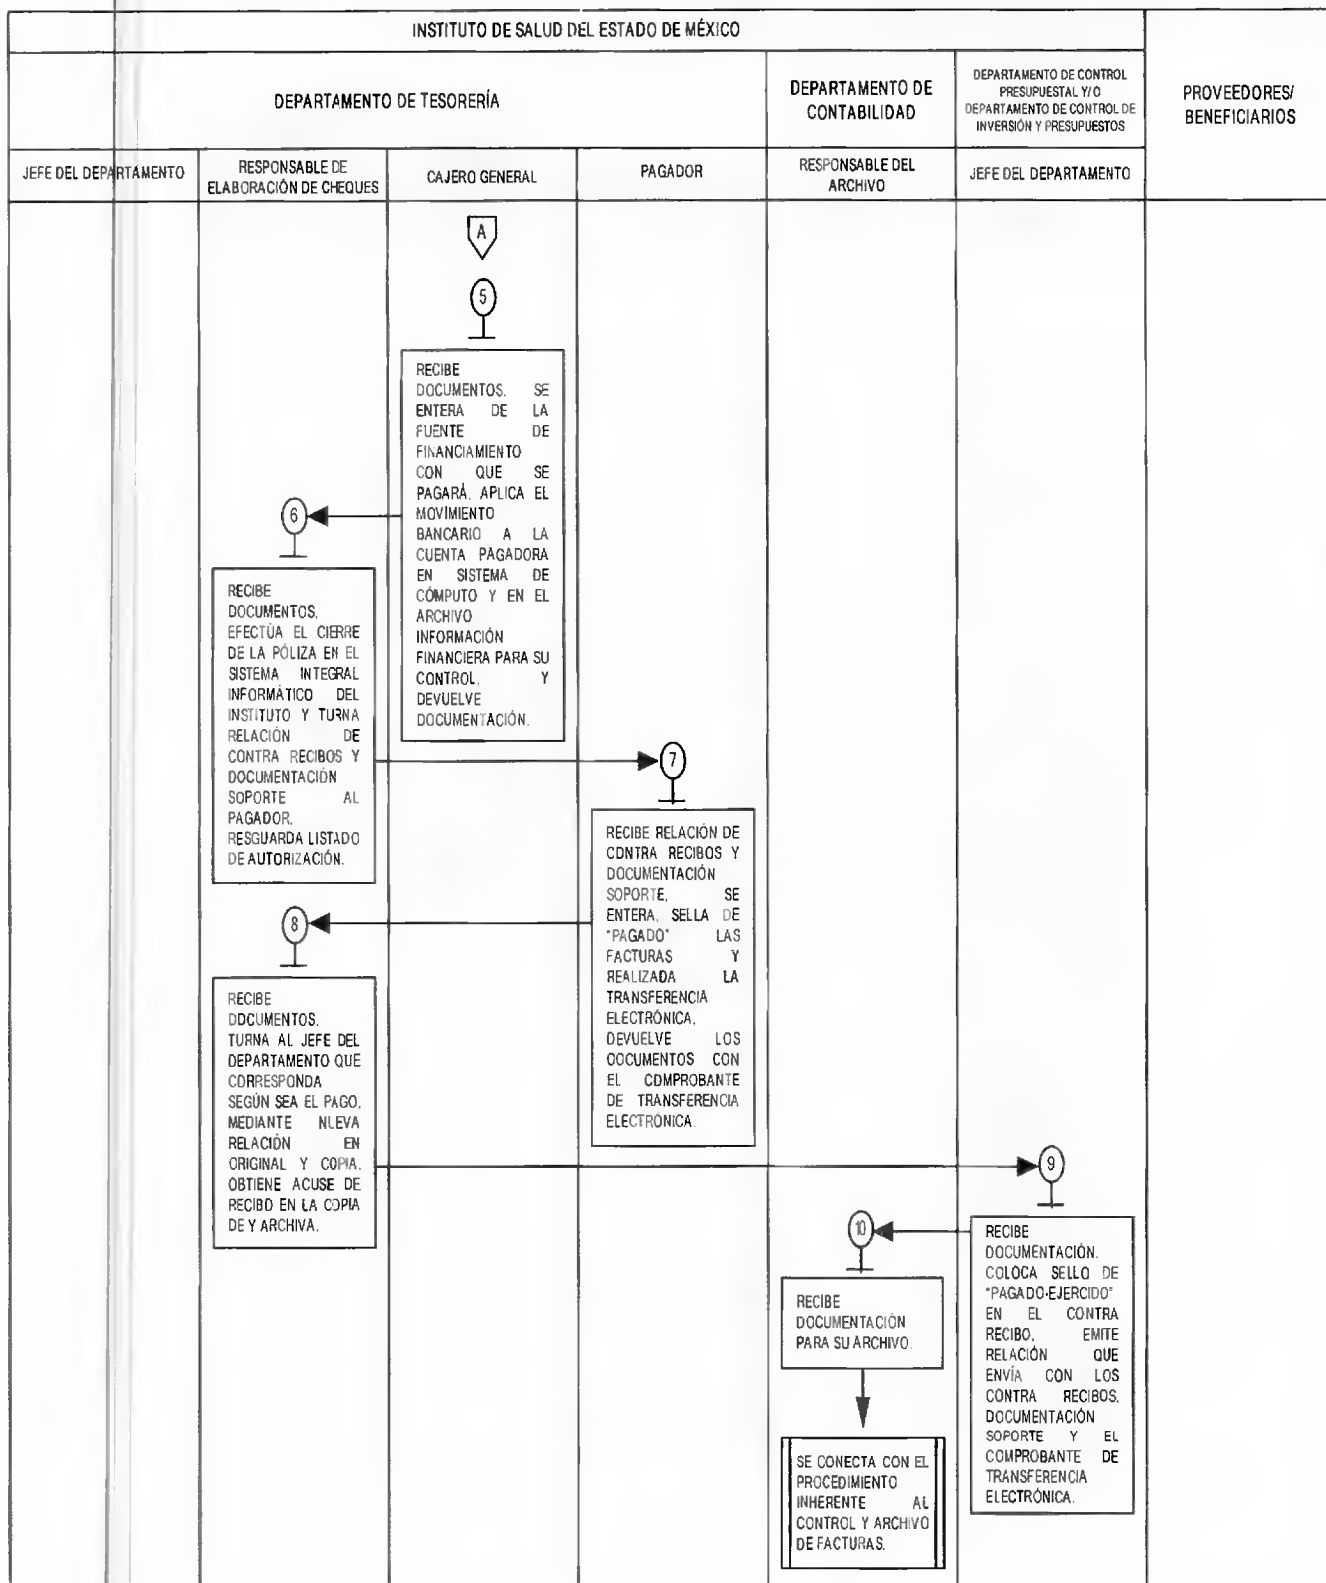 INSTITUTO DE SALUD DEL ESTADO DE MÉXICO
DEPARTAMENTO DE TESORERÍA
DEPARTAMENTO DE
CONTABILIDAD
DEPARTAMENTO DE CONTROL
PRESUPUESTAL Y/O
DEPARTAMENTO DE CONTROL DE
INVERSIÓN Y PRESUPUESTOS
PROVEEDORES/
BENEFICIARIOS
JEFE DEL DEPARTAMENTO
RESPONSABLE DE
ELABORACIÓN DE CHEQUES
CAJERO GENERAL
PAGADOR
RESPONSABLE DEL
ARCHIVO
JEFE DEL DEPARTAMENTO
A
5
RECIBE
DOCUMENTOS, SE
ENTERA DE LA
FUENTE DE
FINANCIAMIENTO
CON QUE SE
PAGARÁ, APLICA EL
MOVIMIENTO
BANCARIO A LA
CUENTA PAGADORA
EN SISTEMA DE
CÓMPUTO Y EN EL
ARCHIVO
INFORMACIÓN
FINANCIERA PARA SU
CONTROL, Y
DEVUELVE
DOCUMENTACIÓN.
6
RECIBE
DOCUMENTOS,
EFECTÚA EL CIERRE
DE LA PÓLIZA EN EL
SISTEMA INTEGRAL
INFORMÁTICO DEL
INSTITUTO Y TURNA
RELACIÓN DE
CONTRA RECIBOS Y
DOCUMENTACIÓN
SOPORTE AL
PAGADOR,
RESGUARDA LISTADO
DE AUTORIZACIÓN.
7
RECIBE RELACIÓN DE
CONTRA RECIBOS Y
DOCUMENTACIÓN
SOPORTE, SE
ENTERA, SELLA DE
"PAGADO" LAS
FACTURAS Y
REALIZADA LA
TRANSFERENCIA
ELECTRÓNICA,
DEVUELVE LOS
DOCUMENTOS CON
EL COMPROBANTE
DE TRANSFERENCIA
ELECTRÓNICA.
8
RECIBE
DOCUMENTOS.
TURNA AL JEFE DEL
DEPARTAMENTO QUE
CORRESPONDA
SEGÚN SEA EL PAGO,
MEDIANTE NUEVA
RELACIÓN EN
ORIGINAL Y COPIA,
OBTIENE ACUSE DE
RECIBO EN LA COPIA
DE Y ARCHIVA.
9
RECIBE
DOCUMENTACIÓN.
COLOCA SELLO DE
"PAGADO-EJERCIDO"
EN EL CONTRA
RECIBO, EMITE
RELACIÓN QUE
ENVÍA CON LOS
CONTRA RECIBOS,
DOCUMENTACIÓN
SOPORTE Y EL
COMPROBANTE DE
TRANSFERENCIA
ELECTRÓNICA.
10
RECIBE
DOCUMENTACIÓN
PARA SU ARCHIVO.
SE CONECTA CON EL
PROCEDIMIENTO
INHERENTE AL
CONTROL Y ARCHIVO
DE FACTURAS.